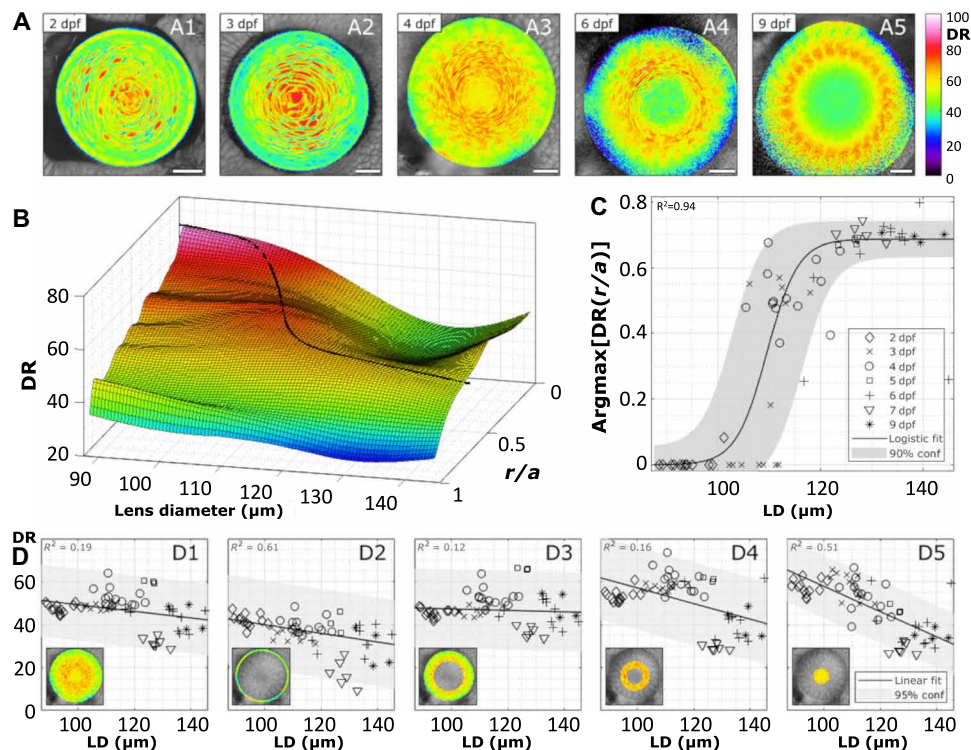 A
2 dpf A1
3 dpf A2
4 dpf A3
6 dpf A4
9 dpf A5
100
DR
80
60
40
20
0
B
DR
80
60
40
20
90
100
110
120
130
140
Lens diameter (µm)
0
0.5
1
r/a
C
R²=0.94
Argmax[DR(r/a)]
0.8
0.6
0.4
0.2
0
100
120
140
LD (µm)
2 dpf
3 dpf
4 dpf
5 dpf
6 dpf
7 dpf
9 dpf
Logistic fit
90% conf
DR
D
60
40
20
0
R² = 0.19 D1
100 120 140
LD (µm)
R² = 0.61 D2
100 120 140
LD (µm)
R² = 0.12 D3
100 120 140
LD (µm)
R² = 0.16 D4
100 120 140
LD (µm)
R² = 0.51 D5
100 120 140
LD (µm)
Linear fit
95% conf